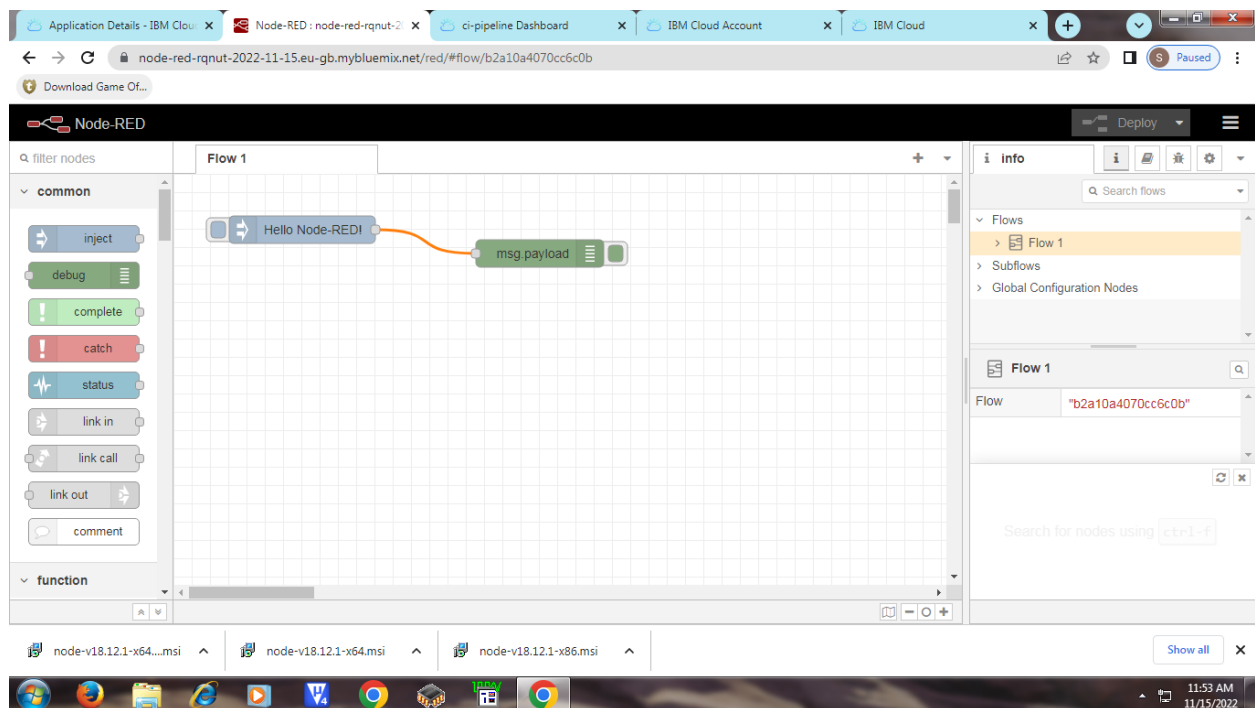 Application Details - IBM Clou
Node-RED : node-red-rqnut-2
ci-pipeline Dashboard
IBM Cloud Account
IBM Cloud
node-red-rqnut-2022-11-15.eu-gb.mybluemix.net/red/#flow/b2a10a4070cc6c0b
S
Paused
Download Game Of...
Node-RED
Deploy
filter nodes
Flow 1
i info
i
common
Search flows
inject
Hello Node-RED!
msg.payload
Flows
Flow 1
Subflows
Global Configuration Nodes
debug
complete
catch
status
link in
link call
link out
comment
function
Flow 1
Flow
"b2a10a4070cc6c0b"
Search for nodes using ctrl-f
node-v18.12.1-x64....msi
node-v18.12.1-x64.msi
node-v18.12.1-x86.msi
Show all
11:53 AM
11/15/2022